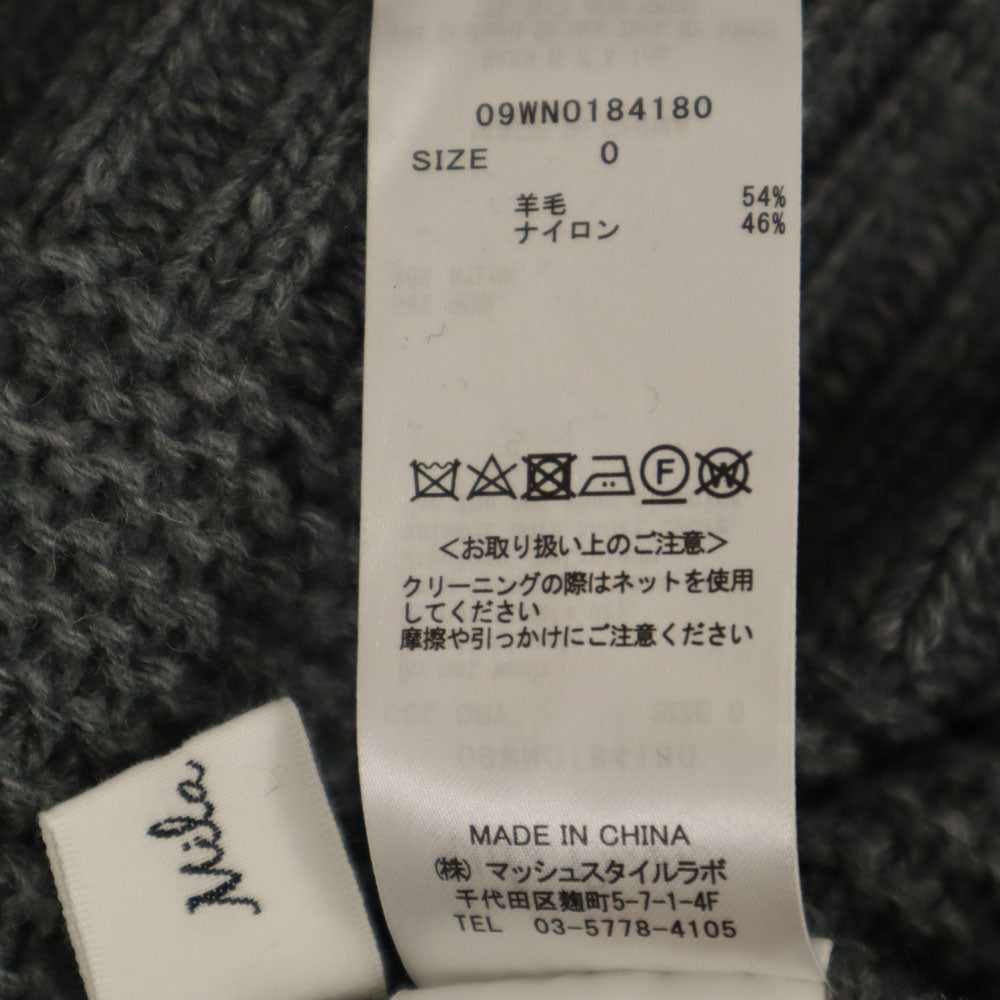 09WNO184180
SIZE 0
羊毛 54%
ナイロン 46%
F
W
<お取り扱い上のご注意>
クリーニングの際はネットを使用
してください
摩擦や引っかけにご注意ください
MADE IN CHINA
(株) マッシュスタイルラボ
千代田区麹町5-7-1-4F
TEL 03-5778-4105
Mila